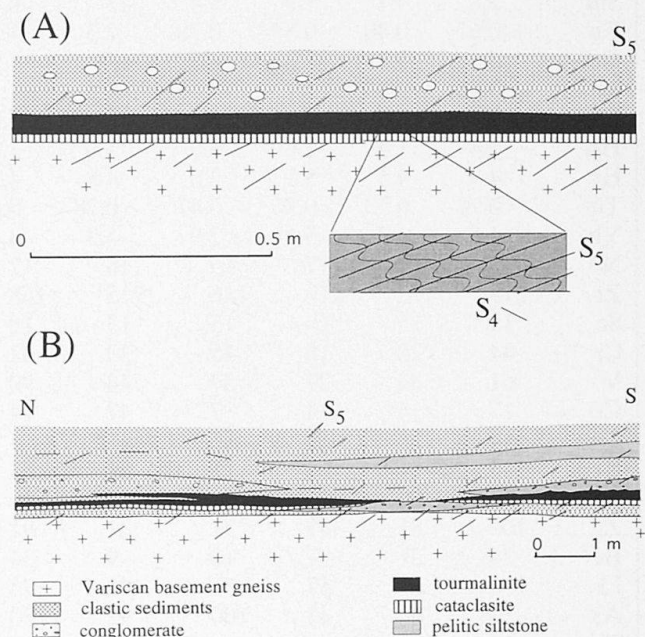 (A)
S5
0 0.5 m
S5
S4
(B)
N S5 S
0 1 m
Variscan basement gneiss
clastic sediments
conglomerate
tourmalinite
cataclasite
pelitic siltstone